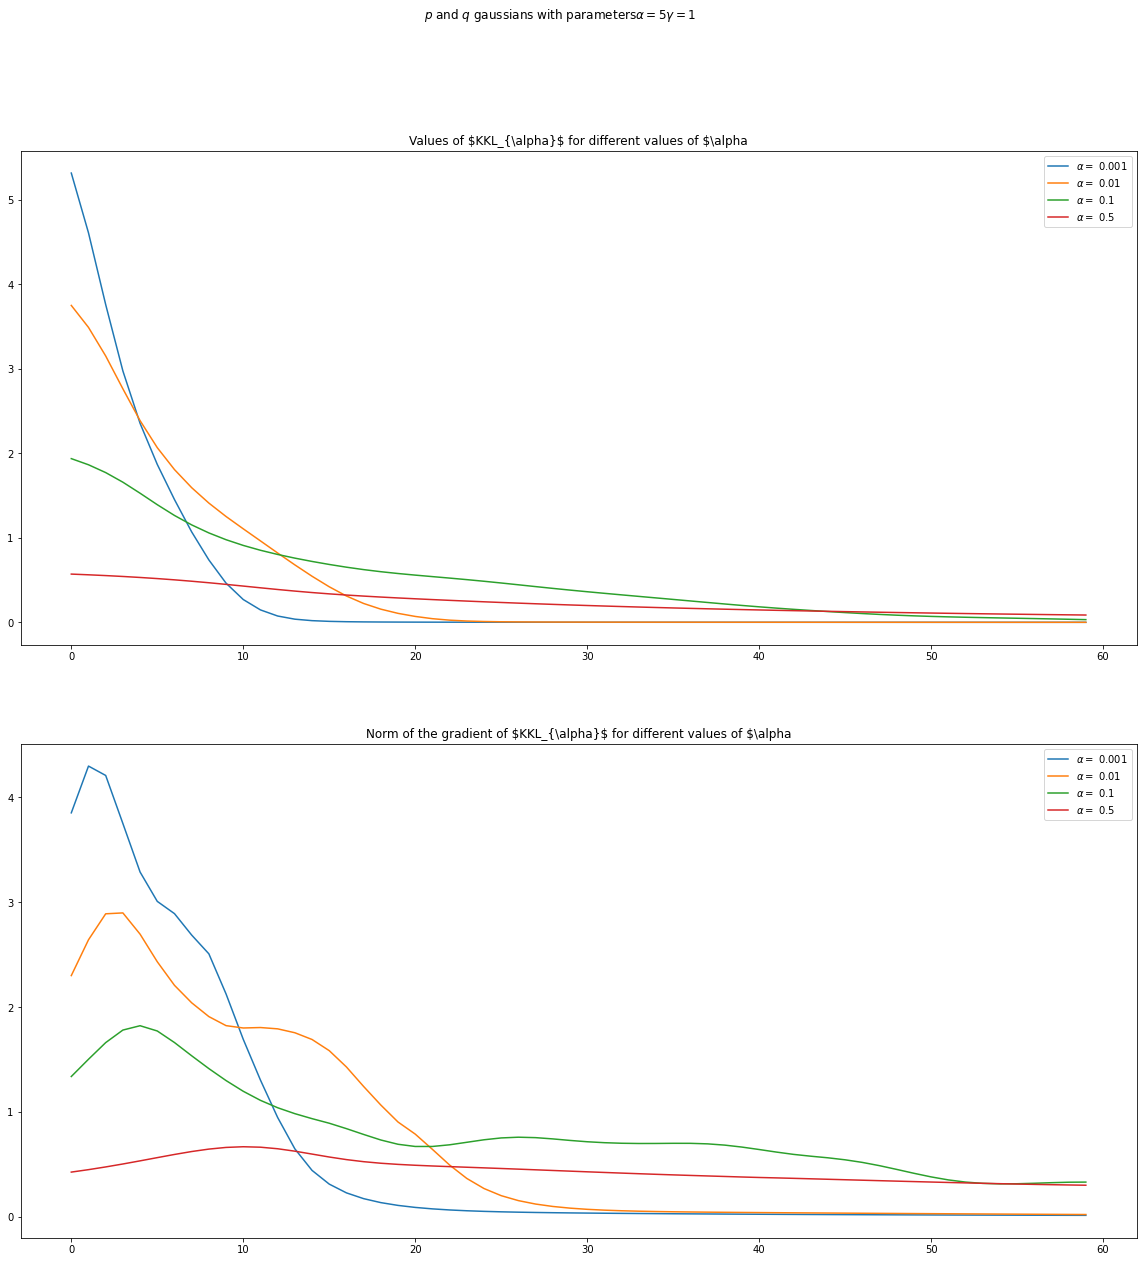 p and q gaussians with parametersα = 5γ = 1
Values of $KKL_{\alpha}$ for different values of $\alpha
α = 0.001
α = 0.01
α = 0.1
α = 0.5
5
4
3
2
1
0
0 10 20 30 40 50 60
Norm of the gradient of $KKL_{\alpha}$ for different values of $\alpha
α = 0.001
α = 0.01
α = 0.1
α = 0.5
4
3
2
1
0
0 10 20 30 40 50 60